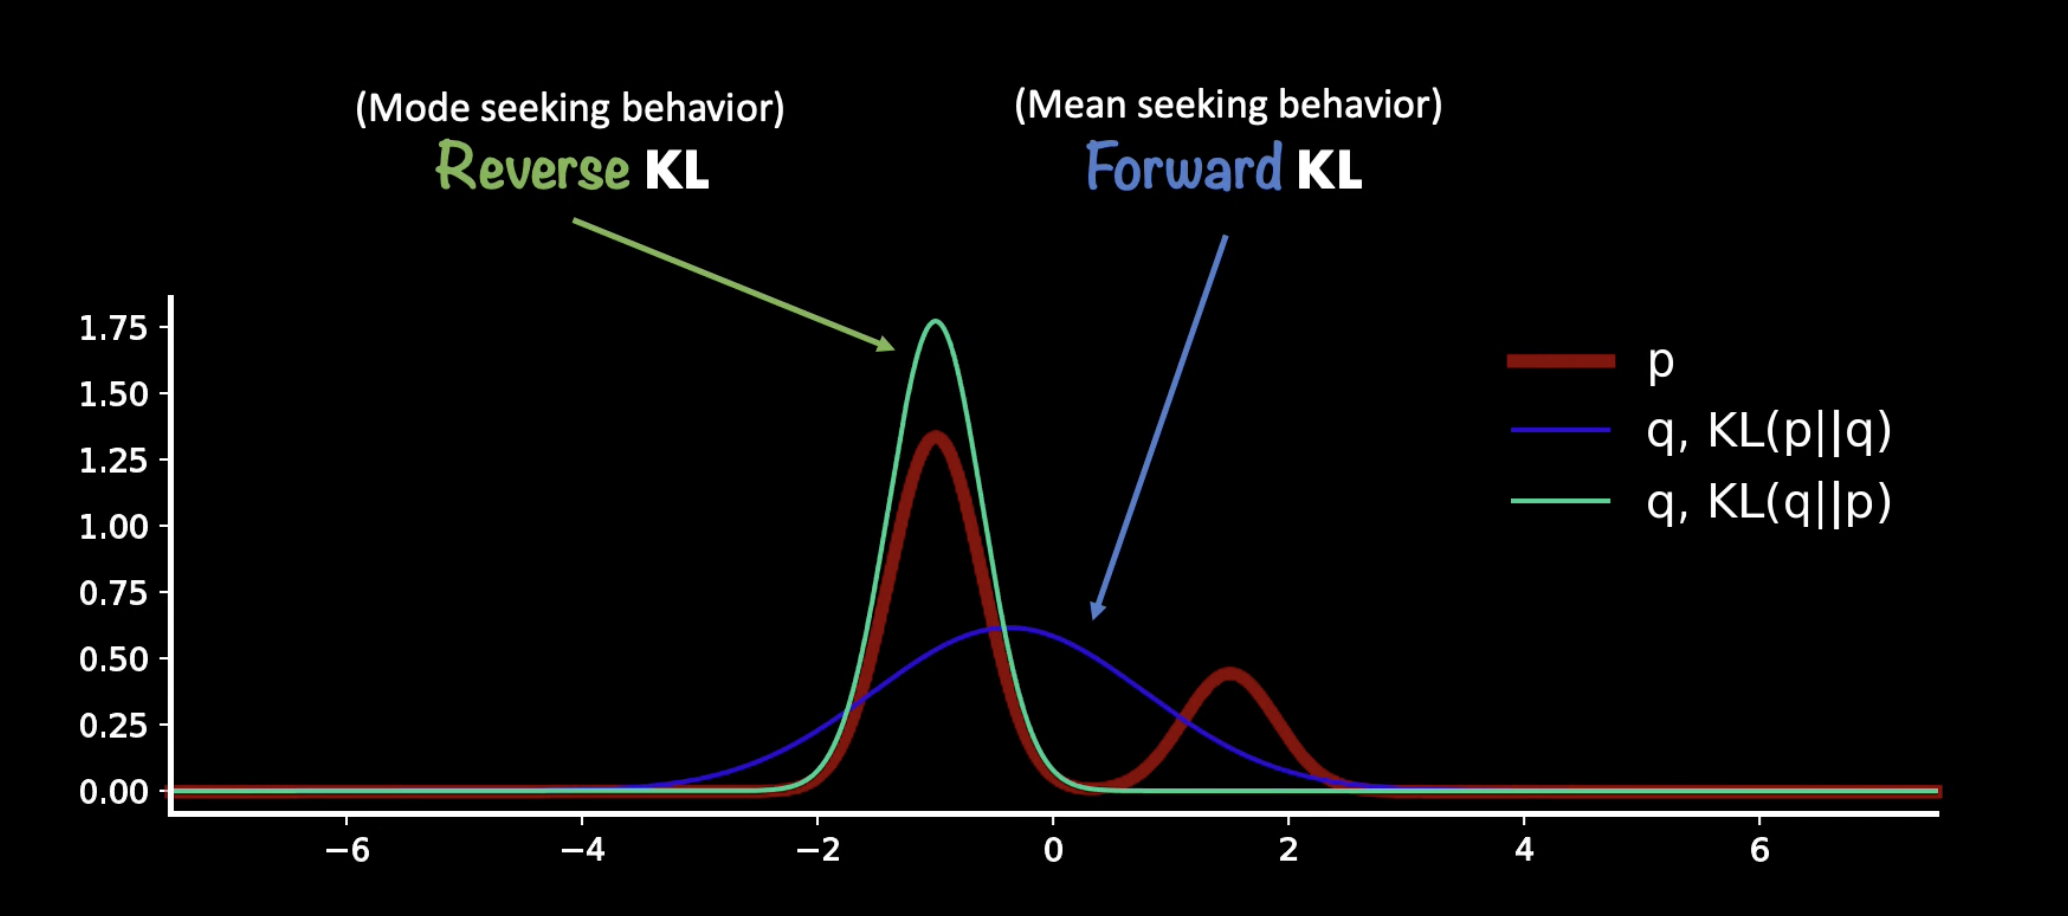 (Mode seeking behavior)
Reverse KL
(Mean seeking behavior)
Forward KL
1.75
1.50
1.25
1.00
0.75
0.50
0.25
0.00
−6
−4
−2
0
2
4
6
p
q, KL(p||q)
q, KL(q||p)